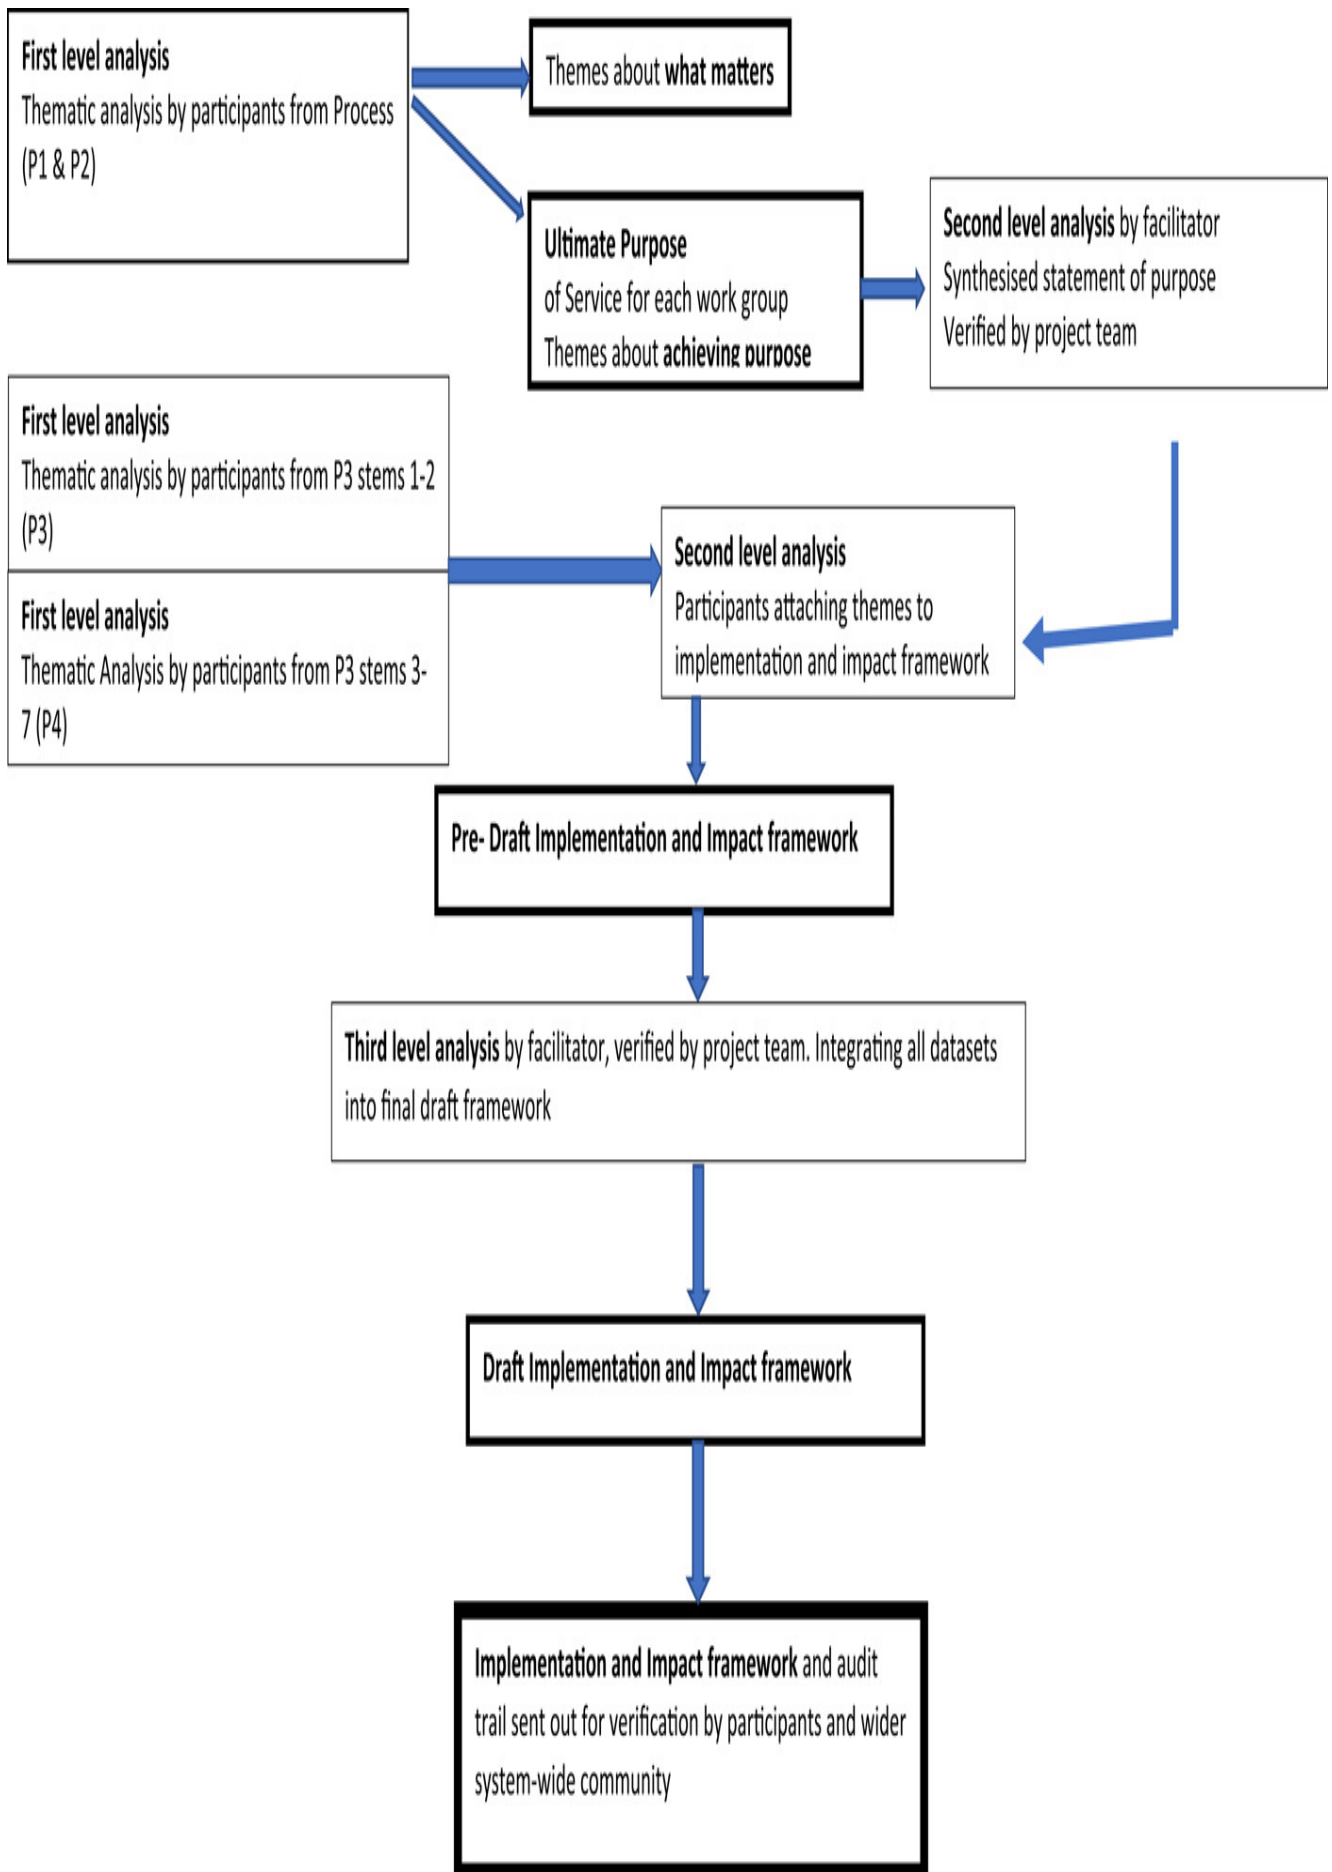 First level analysis
Thematic analysis by participants from Process
(P1 & P2)
Themes about what matters
Ultimate Purpose
of Service for each work group
Themes about achieving purpose
Second level analysis by facilitator
Synthesised statement of purpose
Verified by project team
First level analysis
Thematic analysis by participants from P3 stems 1-2
(P3)
First level analysis
Thematic Analysis by participants from P3 stems 3-
7 (P4)
Second level analysis
Participants attaching themes to
implementation and impact framework
Pre- Draft Implementation and Impact framework
Third level analysis by facilitator, verified by project team. Integrating all datasets
into final draft framework
Draft Implementation and Impact framework
Implementation and Impact framework and audit
trail sent out for verification by participants and wider
system-wide community